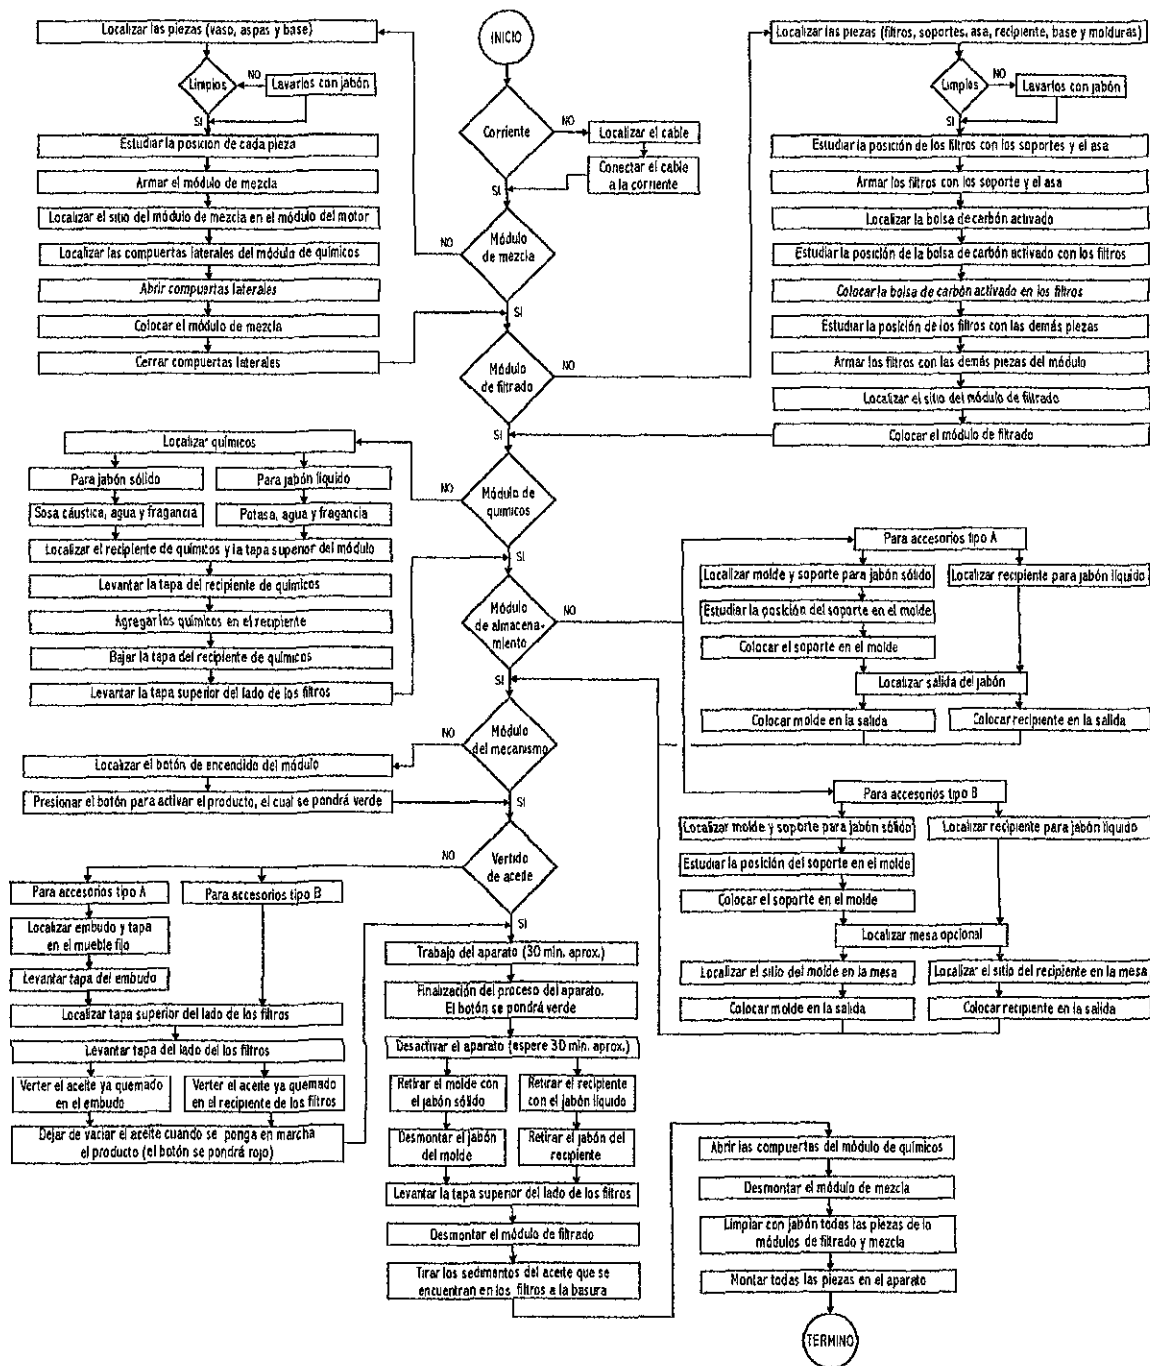 INICIO
Corriente
NO
Localizar el cable
Conectar el cable
a la corriente
SI
Módulo
de mezcla
NO
Localizar las piezas (vaso, aspas y base)
Limpios
NO
Lavarlos con jabón
SI
Estudiar la posición de cada pieza
Armar el módulo de mezcla
Localizar el sitio del módulo de mezcla en el módulo del motor
Localizar las compuertas laterales del módulo de químicos
Abrir compuertas laterales
Colocar el módulo de mezcla
Cerrar compuertas laterales
SI
Módulo
de filtrado
NO
Localizar las piezas (filtros, soportes, asa, recipiente, base y molduras)
Limpios
NO
Lavarlos con jabón
SI
Estudiar la posición de los filtros con los soportes y el asa
Armar los filtros con los soporte y el asa
Localizar la bolsa de carbón activado
Estudiar la posición de la bolsa de carbón activado con los filtros
Colocar la bolsa de carbón activado en los filtros
Estudiar la posición de los filtros con las demás piezas
Armar los filtros con las demás piezas del módulo
Localizar el sitio del módulo de filtrado
Colocar el módulo de filtrado
SI
Módulo de
químicos
NO
Localizar químicos
Para jabón sólido
Para jabón líquido
Sosa cáustica, agua y fragancia
Potasa, agua y fragancia
Localizar el recipiente de químicos y la tapa superior del módulo
Levantar la tapa del recipiente de químicos
Agregar los químicos en el recipiente
Bajar la tapa del recipiente de químicos
Levantar la tapa superior del lado de los filtros
SI
Módulo
de almacena-
miento
NO
Para accesorios tipo A
Localizar molde y soporte para jabón sólido
Localizar recipiente para jabón líquido
Estudiar la posición del soporte en el molde
Colocar el soporte en el molde
Localizar salida del jabón
Colocar molde en la salida
Colocar recipiente en la salida
Para accesorios tipo B
Localizar molde y soporte para jabón sólido
Localizar recipiente para jabón líquido
Estudiar la posición del soporte en el molde
Colocar el soporte en el molde
Localizar mesa opcional
Localizar el sitio del molde en la mesa
Localizar el sitio del recipiente en la mesa
Colocar molde en la salida
Colocar recipiente en la salida
SI
Módulo
del mecanismo
NO
Localizar el botón de encendido del módulo
Presionar el botón para activar el producto, el cual se pondrá verde
SI
Vertido
de aceite
NO
Para accesorios tipo A
Para accesorios tipo B
Localizar embudo y tapa
en el mueble fijo
Levantar tapa del embudo
Localizar tapa superior del lado de los filtros
Levantar tapa del lado del los filtros
Verter el aceite ya quemado
en el embudo
Verter el aceite ya quemado
en el recipiente de los filtros
Dejar de vaciar el aceite cuando se ponga en marcha
el producto (el botón se pondrá rojo)
SI
Trabajo del aparato (30 min. aprox.)
Finalización del proceso del aparato.
El botón se pondrá verde
Desactivar el aparato (espere 30 min. aprox.)
Retirar el molde con
el jabón sólido
Retirar el recipiente
con el jabón líquido
Desmontar el jabón
del molde
Retirar el jabón del
recipiente
Levantar la tapa superior del lado de los filtros
Desmontar el módulo de filtrado
Tirar los sedimentos del aceite que se
encuentran en los filtros a la basura
Abrir las compuertas del módulo de químicos
Desmontar el módulo de mezcla
Limpiar con jabón todas las piezas de lo
módulos de filtrado y mezcla
Montar todas las piezas en el aparato
TERMINO